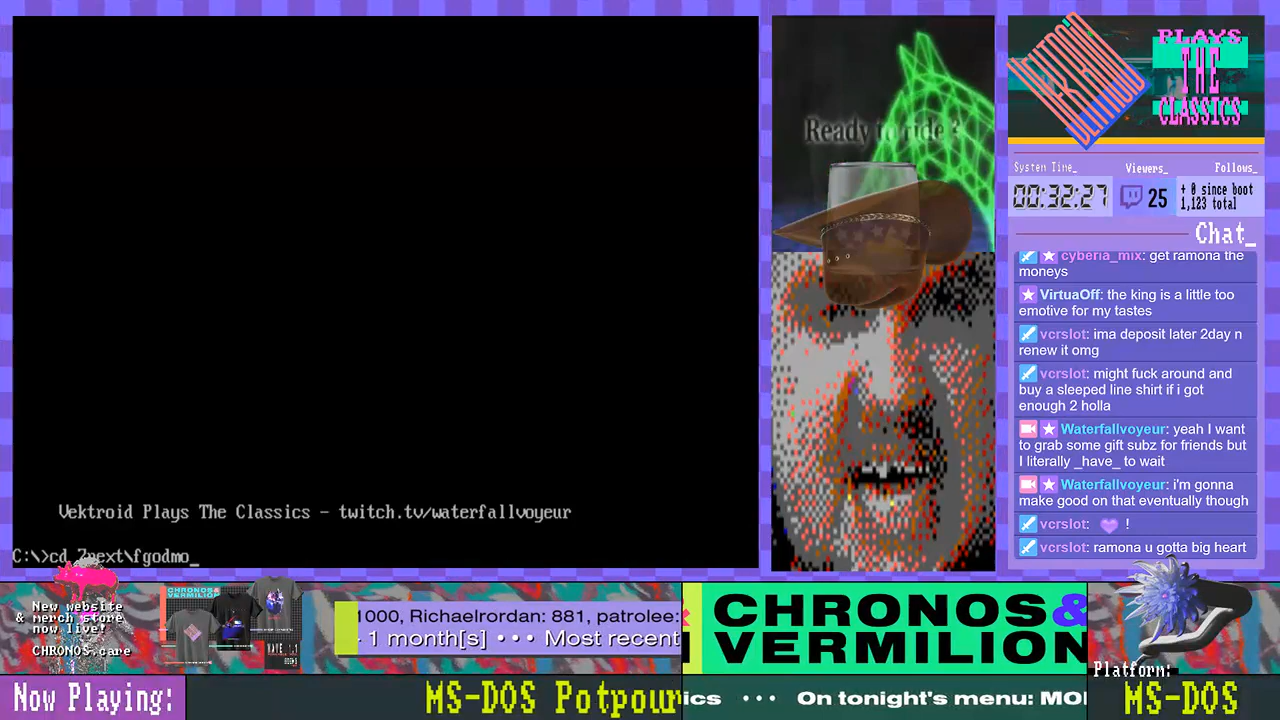 Vektroid Plays The Classics - twitch.tv/waterfallvoyeur
C:\>cd Znext\fgodmo_
Ready to ride ?
PLAYS
THE
CLASSICS
System Time_
Viewers_
Follows_
00:32:27
25
+ 0 since boot
1,123 total
Chat_
cyberia_mix: get ramona the
moneys
VirtuaOff: the king is a little too
emotive for my tastes
vcrslot: ima deposit later 2day n
renew it omg
vcrslot: might fuck around and
buy a sleeped line shirt if i got
enough 2 holla
Waterfallvoyeur: yeah I want
to grab some gift subz for friends but
I literally _have_ to wait
Waterfallvoyeur: i'm gonna
make good on that eventually though
vcrslot: !
vcrslot: ramona u gotta big heart
New website
& merch store
now live!
CHRONOS.care
CHRONOS&
VERMILION
1000, Richaelrordan: 881, patrolee:
1 month[s] ••• Most recent
CHRONOS&
VERMILION
Platform:
MS-DOS
Now Playing:
MS-DOS Potpour
ics ••• On tonight's menu: MO